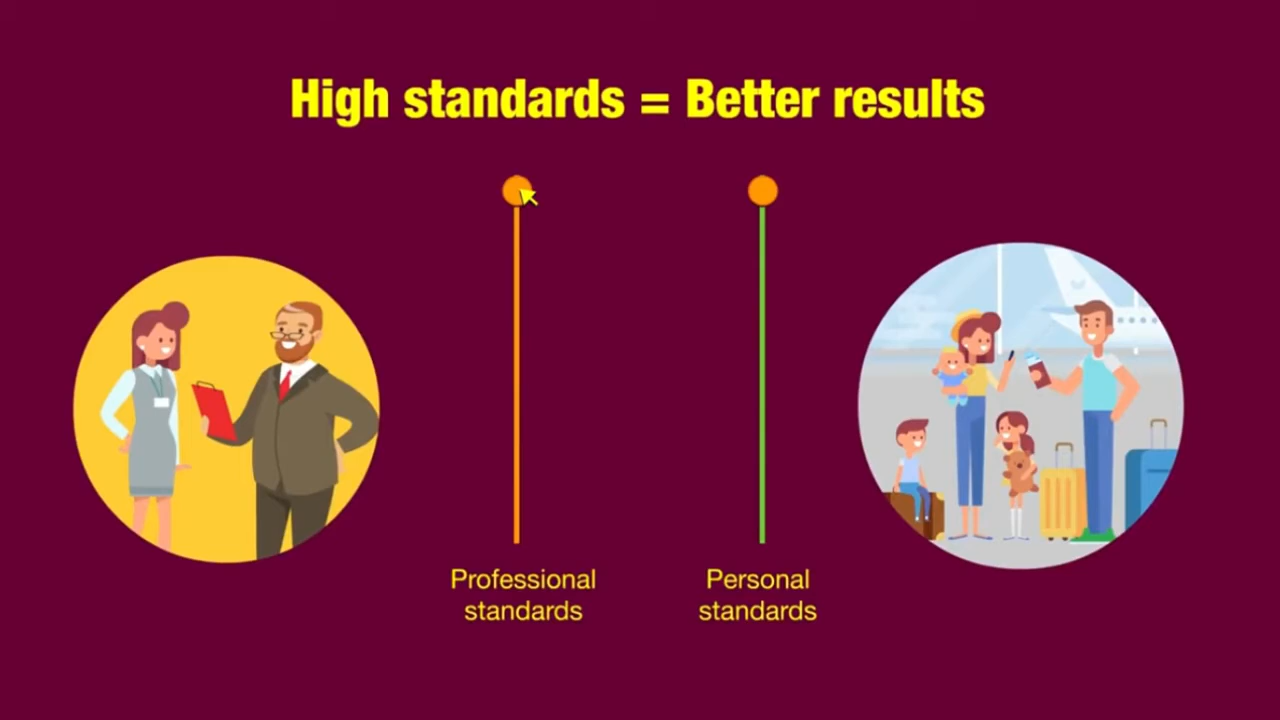 High standards = Better results
Professional
standards
Personal
standards